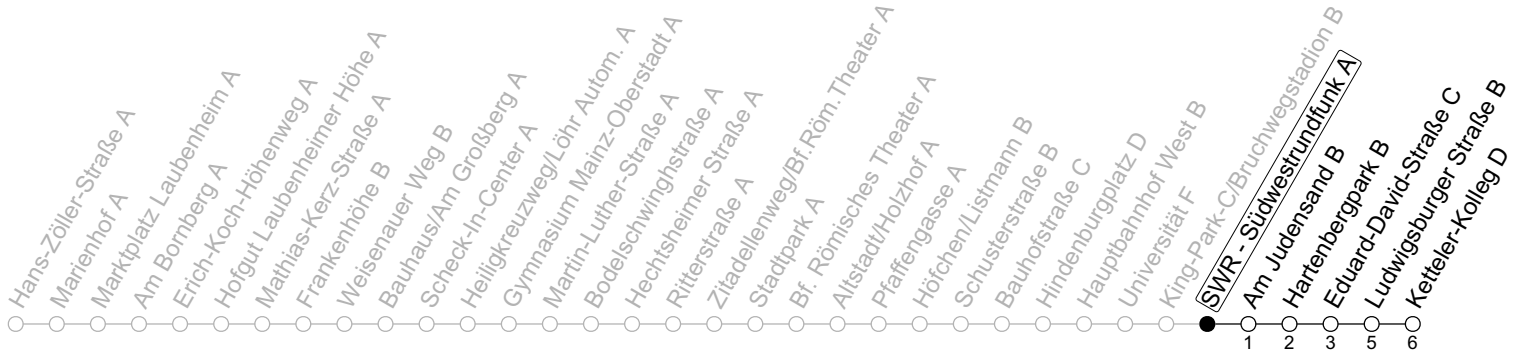 Hans-Zöller-Straße A
Marienhof A
Marktplatz Laubenheim A
Am Bornberg A
Erich-Koch-Höhenweg A
Hofgut Laubenheimer Höhe A
Mathias-Kerz-Straße A
Frankenhöhe B
Weisenauer Weg B
Bauhaus/Am Großberg A
Scheck-In-Center A
Heiligkreuzweg/Löhr Autom. A
Gymnasium Mainz-Oberstadt A
Martin-Luther-Straße A
Bodelschwinghstraße A
Hechtsheimer Straße A
Ritterstraße A
Zitadellenweg/Bf.Röm.Theater A
Stadtpark A
Bf. Römisches Theater A
Altstadt/Holzhof A
Pfaffengasse A
Höfchen/Listmann B
Schusterstraße B
Bauhofstraße C
Hindenburgplatz D
Hauptbahnhof West B
Universität F
King-Park-C/Bruchwegstadion B
SWR - Südwestrundfunk A
Am Judensand B
Hartenbergpark B
Eduard-David-Straße C
Ludwigsburger Straße B
Ketteler-Kolleg D
1 2 3 5 6